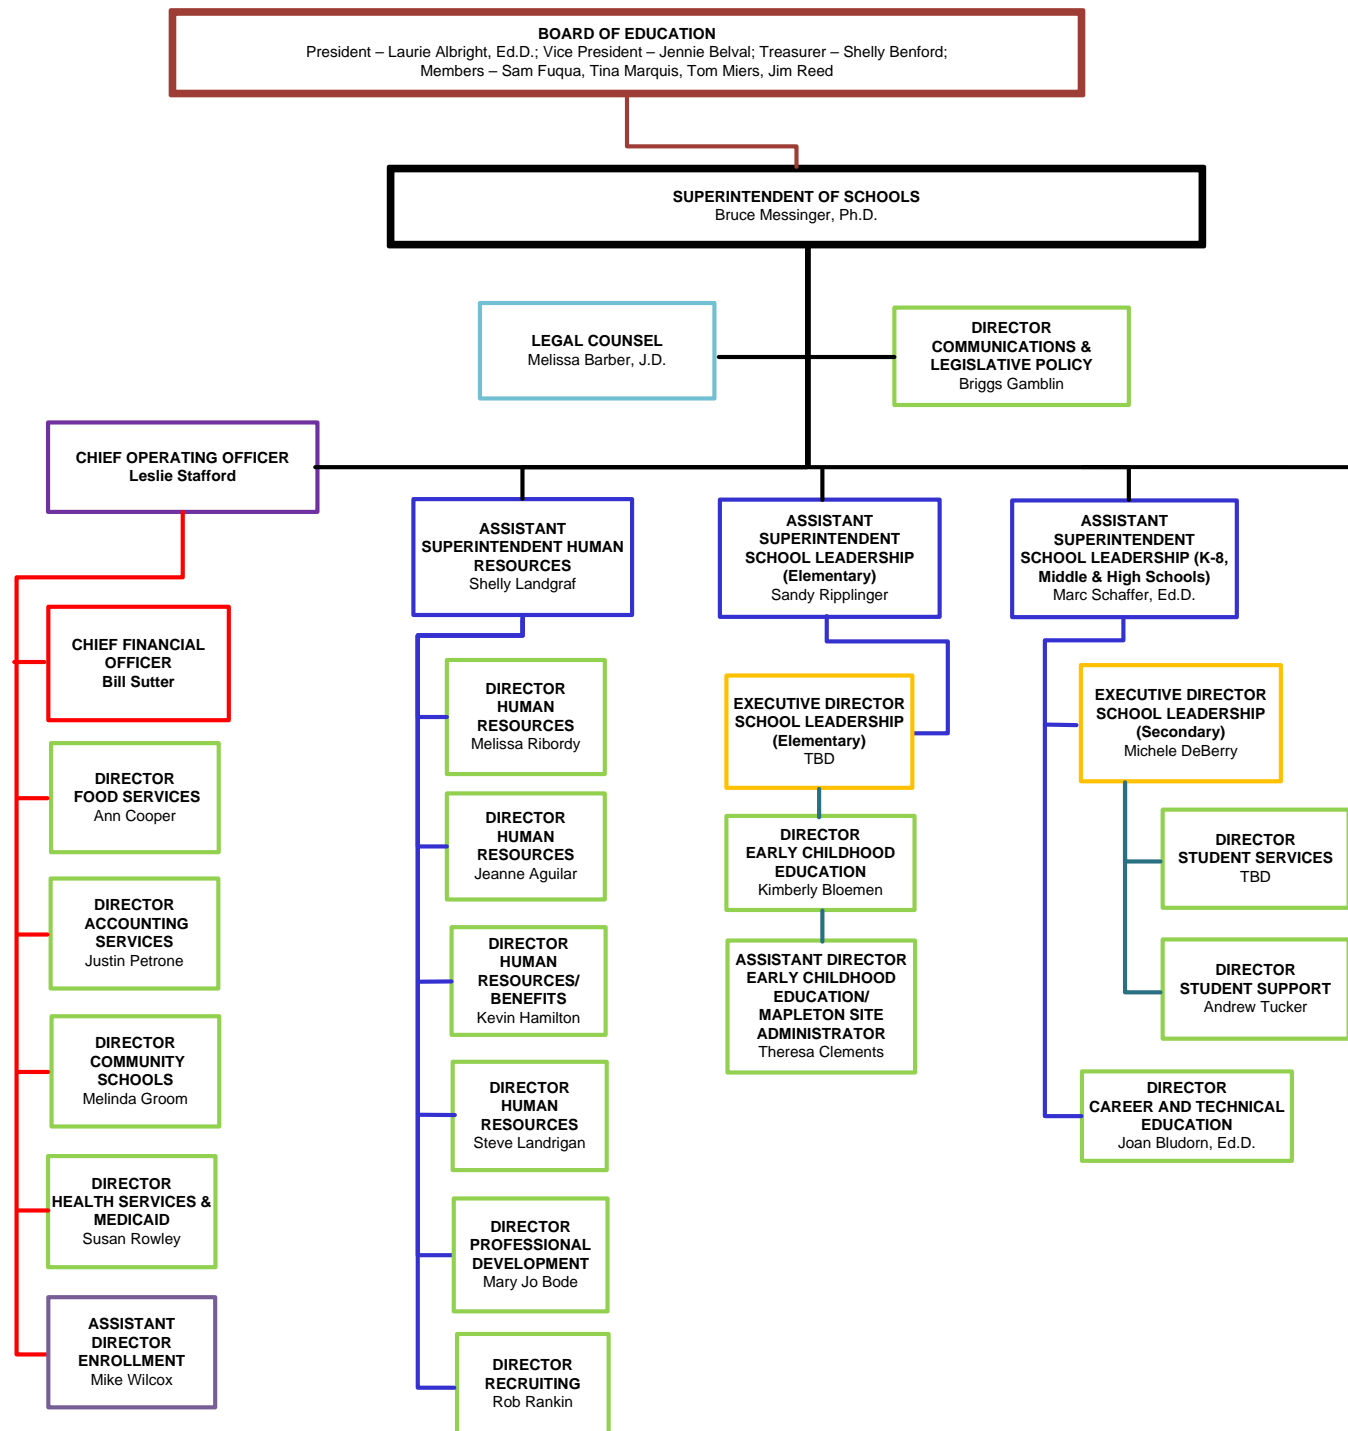 BOARD OF EDUCATION
President – Laurie Albright, Ed.D.; Vice President – Jennie Belval; Treasurer – Shelly Benford;
Members – Sam Fuqua, Tina Marquis, Tom Miers, Jim Reed
SUPERINTENDENT OF SCHOOLS
Bruce Messinger, Ph.D.
LEGAL COUNSEL
Melissa Barber, J.D.
DIRECTOR
COMMUNICATIONS &
LEGISLATIVE POLICY
Briggs Gamblin
CHIEF OPERATING OFFICER
Leslie Stafford
CHIEF FINANCIAL
OFFICER
Bill Sutter
DIRECTOR
FOOD SERVICES
Ann Cooper
DIRECTOR
ACCOUNTING
SERVICES
Justin Petrone
DIRECTOR
COMMUNITY
SCHOOLS
Melinda Groom
DIRECTOR
HEALTH SERVICES &
MEDICAID
Susan Rowley
ASSISTANT
DIRECTOR
ENROLLMENT
Mike Wilcox
ASSISTANT
SUPERINTENDENT HUMAN
RESOURCES
Shelly Landgraf
DIRECTOR
HUMAN
RESOURCES
Melissa Ribordy
DIRECTOR
HUMAN
RESOURCES
Jeanne Aguilar
DIRECTOR
HUMAN
RESOURCES/
BENEFITS
Kevin Hamilton
DIRECTOR
HUMAN
RESOURCES
Steve Landrigan
DIRECTOR
PROFESSIONAL
DEVELOPMENT
Mary Jo Bode
DIRECTOR
RECRUITING
Rob Rankin
ASSISTANT
SUPERINTENDENT
SCHOOL LEADERSHIP
(Elementary)
Sandy Ripplinger
EXECUTIVE DIRECTOR
SCHOOL LEADERSHIP
(Elementary)
TBD
DIRECTOR
EARLY CHILDHOOD
EDUCATION
Kimberly Bloemen
ASSISTANT DIRECTOR
EARLY CHILDHOOD
EDUCATION/
MAPLETON SITE
ADMINISTRATOR
Theresa Clements
ASSISTANT
SUPERINTENDENT
SCHOOL LEADERSHIP (K-8,
Middle & High Schools)
Marc Schaffer, Ed.D.
EXECUTIVE DIRECTOR
SCHOOL LEADERSHIP
(Secondary)
Michele DeBerry
DIRECTOR
STUDENT SERVICES
TBD
DIRECTOR
STUDENT SUPPORT
Andrew Tucker
DIRECTOR
CAREER AND TECHNICAL
EDUCATION
Joan Bludorn, Ed.D.